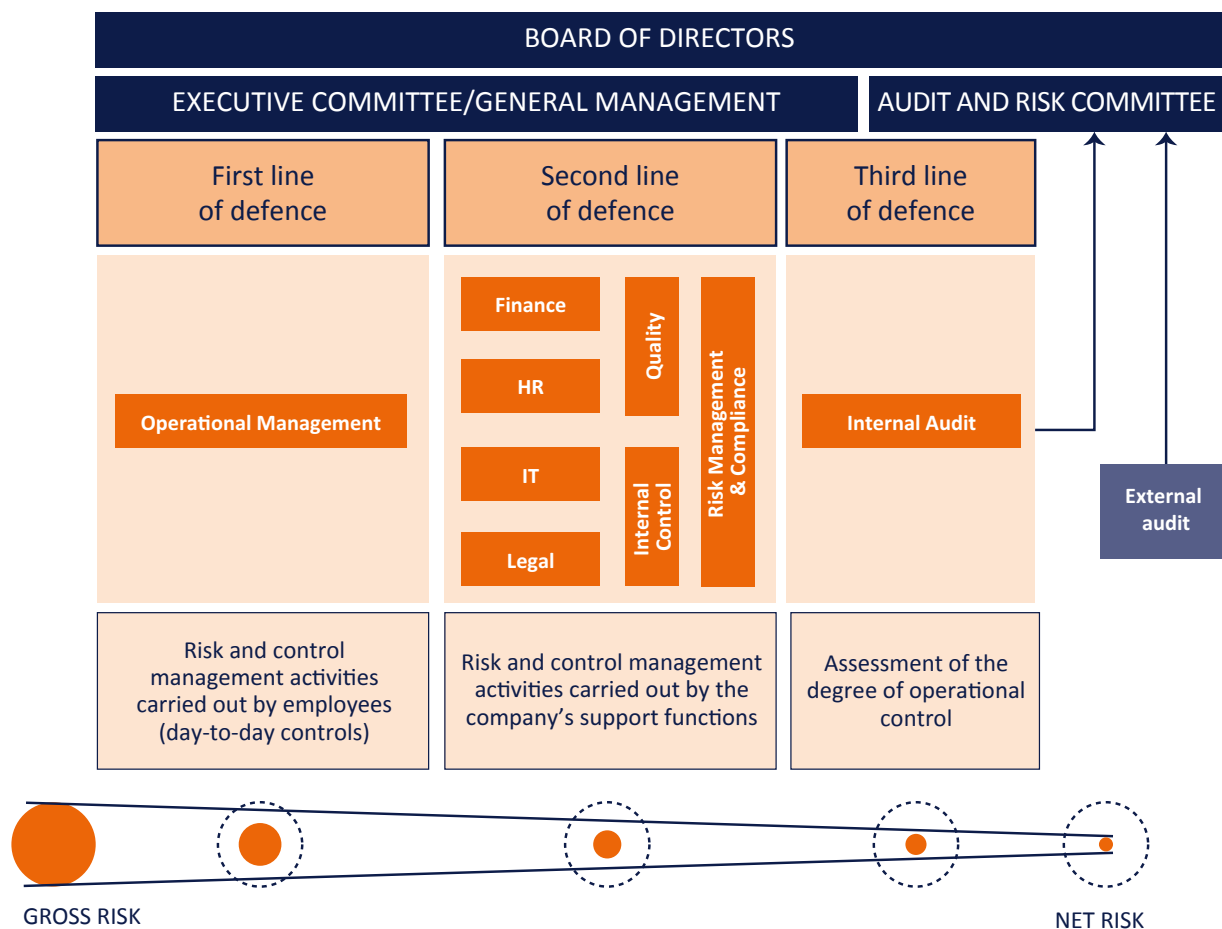 BOARD OF DIRECTORS
EXECUTIVE COMMITTEE/GENERAL MANAGEMENT
AUDIT AND RISK COMMITTEE
First line
of defence
Second line
of defence
Third line
of defence
Operational Management
Finance
HR
IT
Legal
Quality
Internal
Control
Risk Management
& Compliance
Internal Audit
External
audit
Risk and control
management activities
carried out by employees
(day-to-day controls)
Risk and control management
activities carried out by the
company’s support functions
Assessment of the
degree of operational
control
GROSS RISK
NET RISK